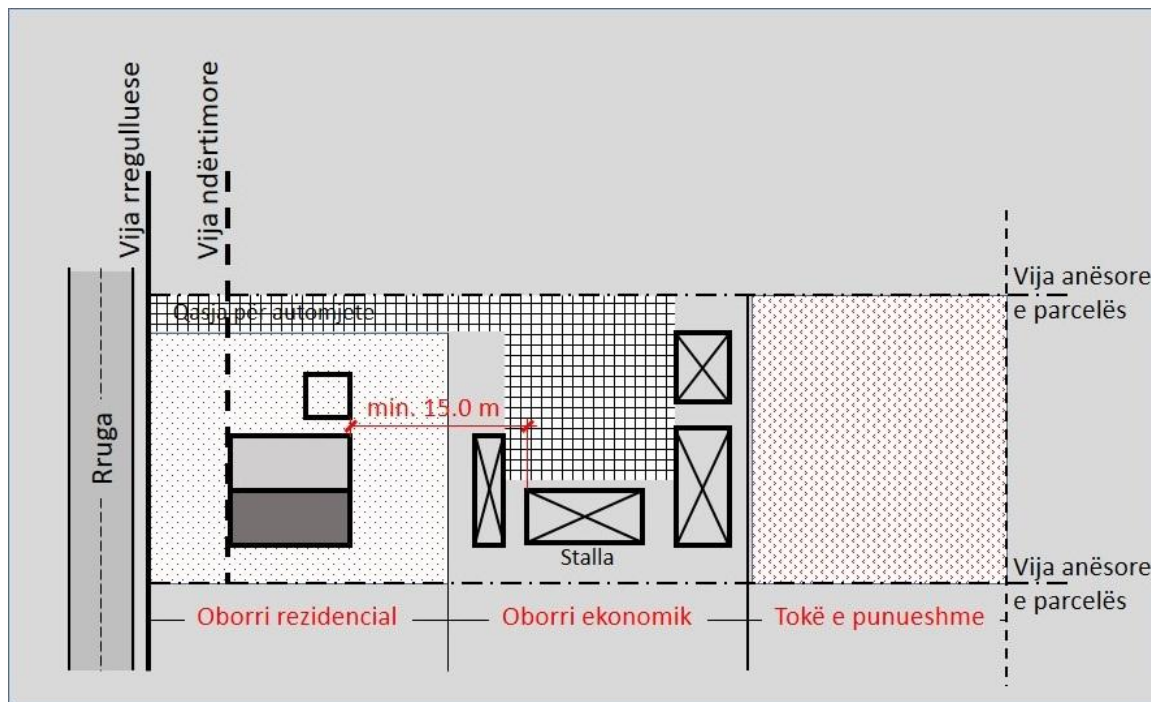 Vija rregulluese
Vija ndërtimore
Vija anësore
e parcelës
Qasja për automjete
min. 15.0 m
Rruga
Stalla
Vija anësore
e parcelës
Oborri rezidencial
Oborri ekonomik
Tokë e punueshme